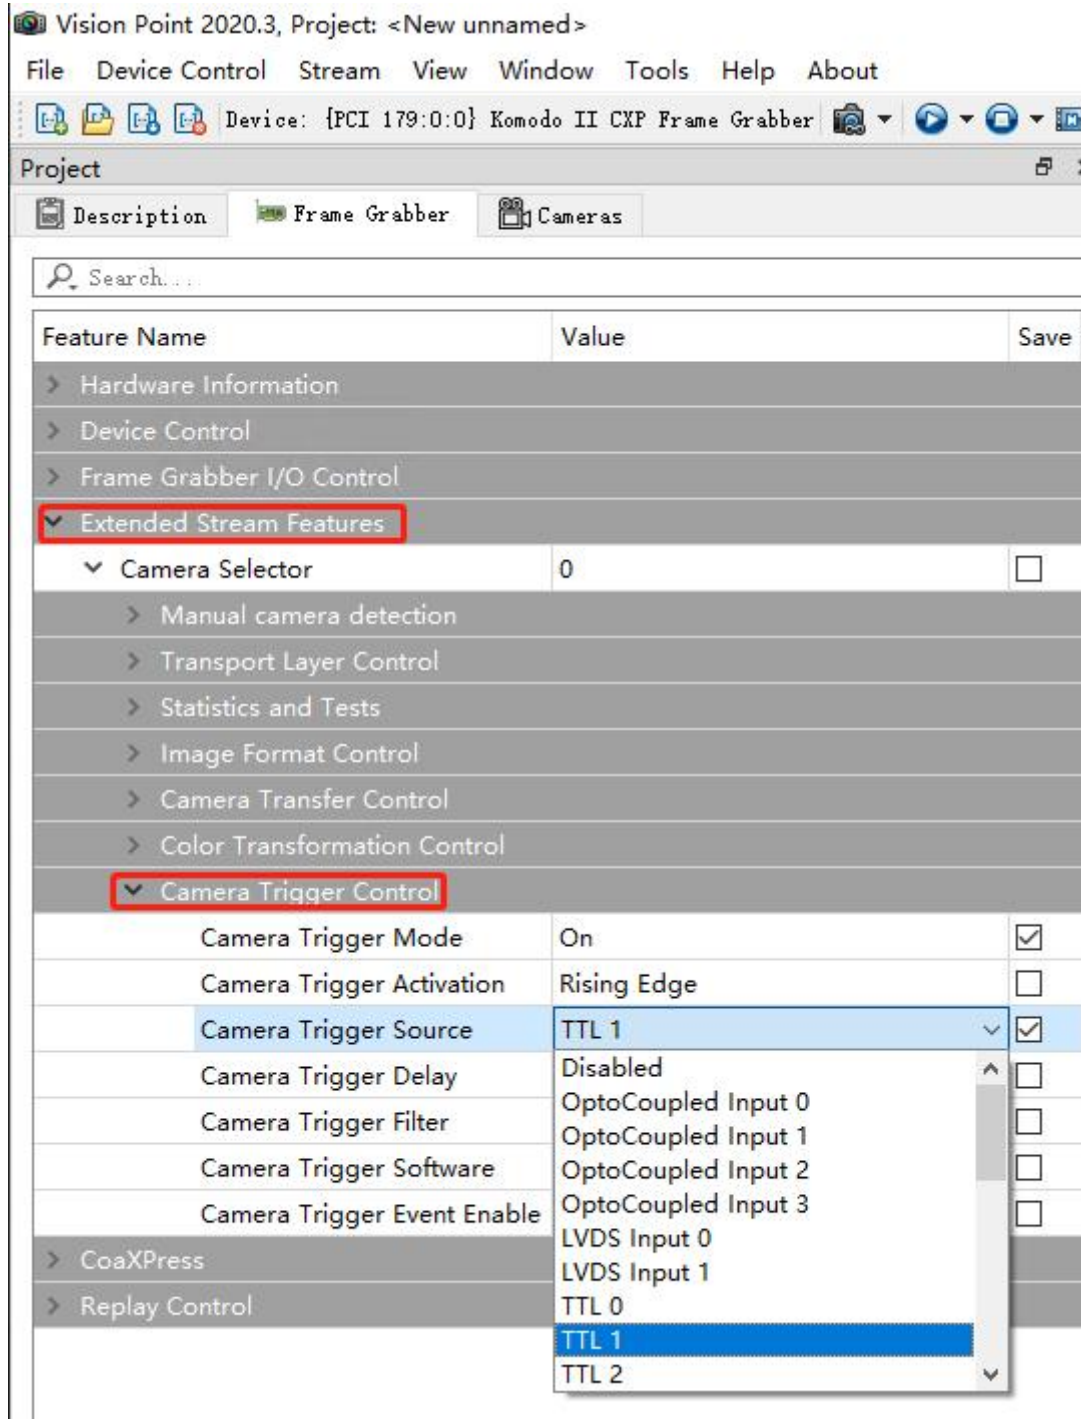 Vision Point 2020.3, Project: <New unnamed>
File Device Control Stream View Window Tools Help About
Device: {PCI 179:0:0} Komodo II CXP Frame Grabber
Project
Description Frame Grabber Cameras
Search....
Feature Name Value Save
Hardware Information
Device Control
Frame Grabber I/O Control
Extended Stream Features
Camera Selector 0
Manual camera detection
Transport Layer Control
Statistics and Tests
Image Format Control
Camera Transfer Control
Color Transformation Control
Camera Trigger Control
Camera Trigger Mode On
Camera Trigger Activation Rising Edge
Camera Trigger Source TTL 1
Camera Trigger Delay
Camera Trigger Filter
Camera Trigger Software
Camera Trigger Event Enable
Disabled
OptoCoupled Input 0
OptoCoupled Input 1
OptoCoupled Input 2
OptoCoupled Input 3
LVDS Input 0
LVDS Input 1
TTL 0
TTL 1
TTL 2
CoaXPress
Replay Control